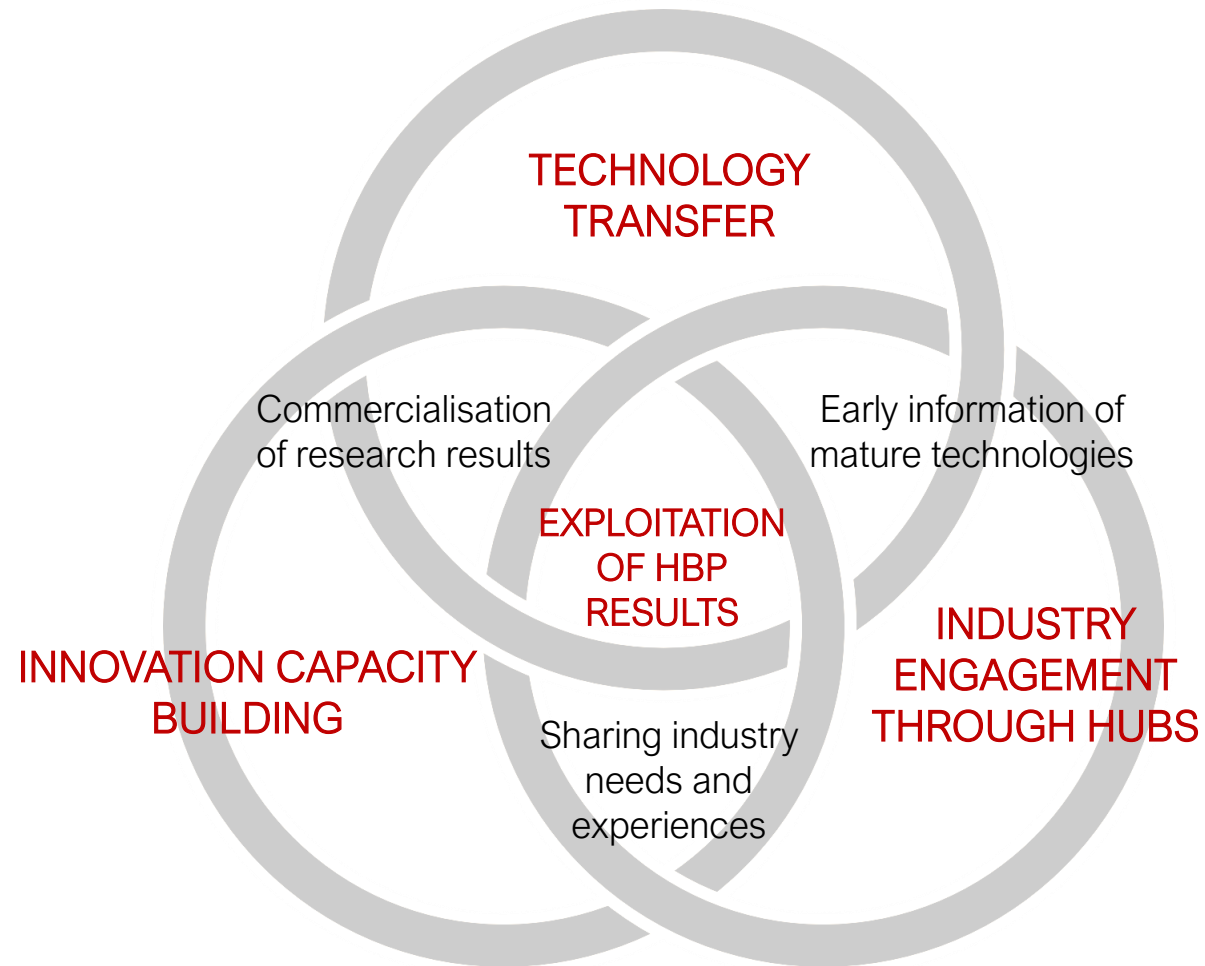 TECHNOLOGY
TRANSFER
Commercialisation
of research results
Early information of
mature technologies
EXPLOITATION
OF HBP
RESULTS
INNOVATION CAPACITY
BUILDING
INDUSTRY
ENGAGEMENT
THROUGH HUBS
Sharing industry
needs and
experiences